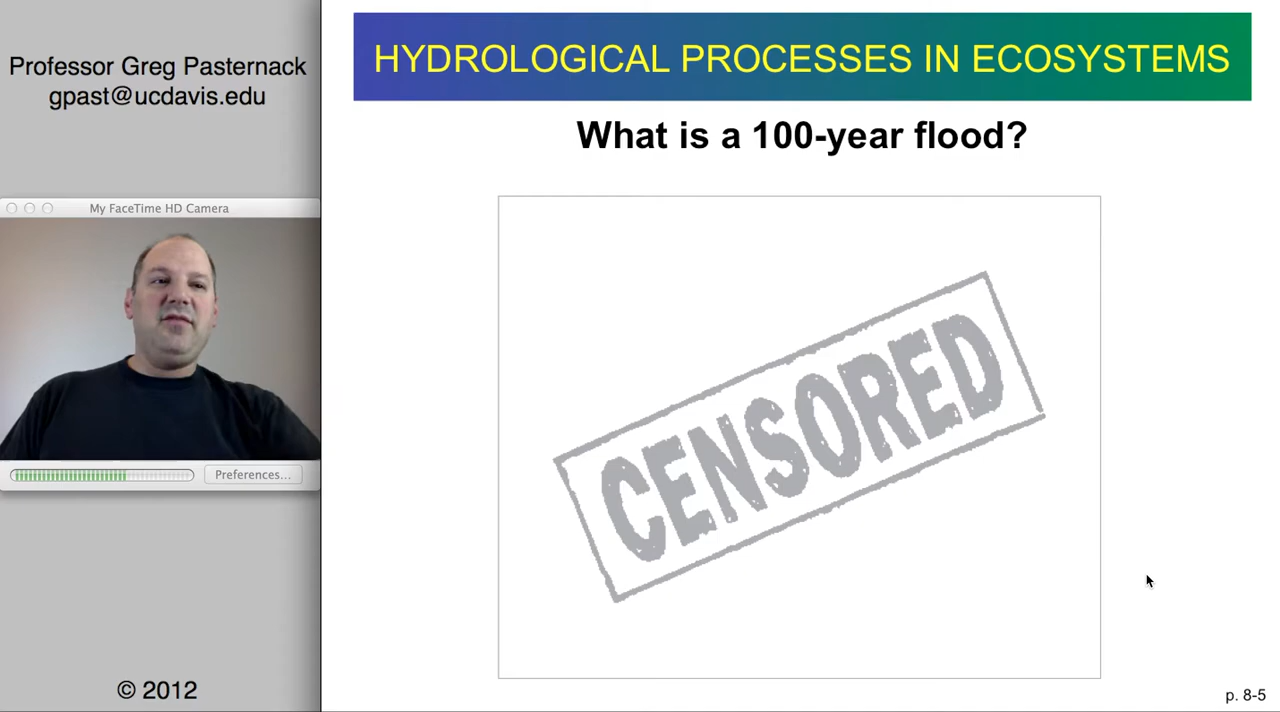 Professor Greg Pasternack
gpast@ucdavis.edu
My FaceTime HD Camera
Preferences...
© 2012
HYDROLOGICAL PROCESSES IN ECOSYSTEMS
What is a 100-year flood?
CENSORED
p. 8-5